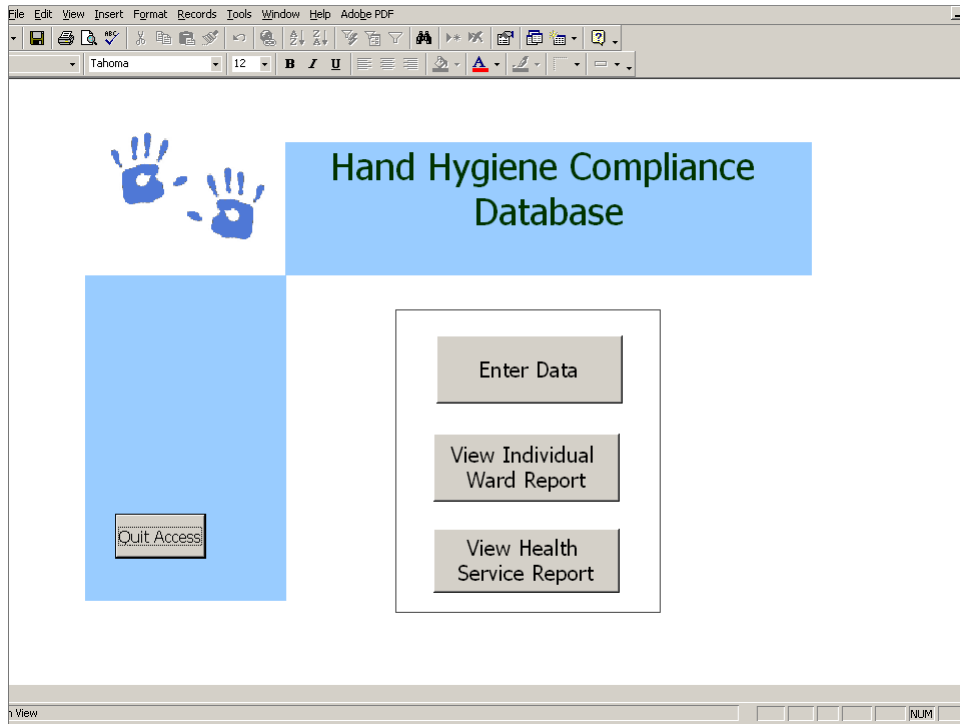 File Edit View Insert Format Records Tools Window Help Adobe PDF
Tahoma 12 B I U A
Hand Hygiene Compliance
Database
Enter Data
View Individual
Ward Report
Quit Access
View Health
Service Report
View NUM